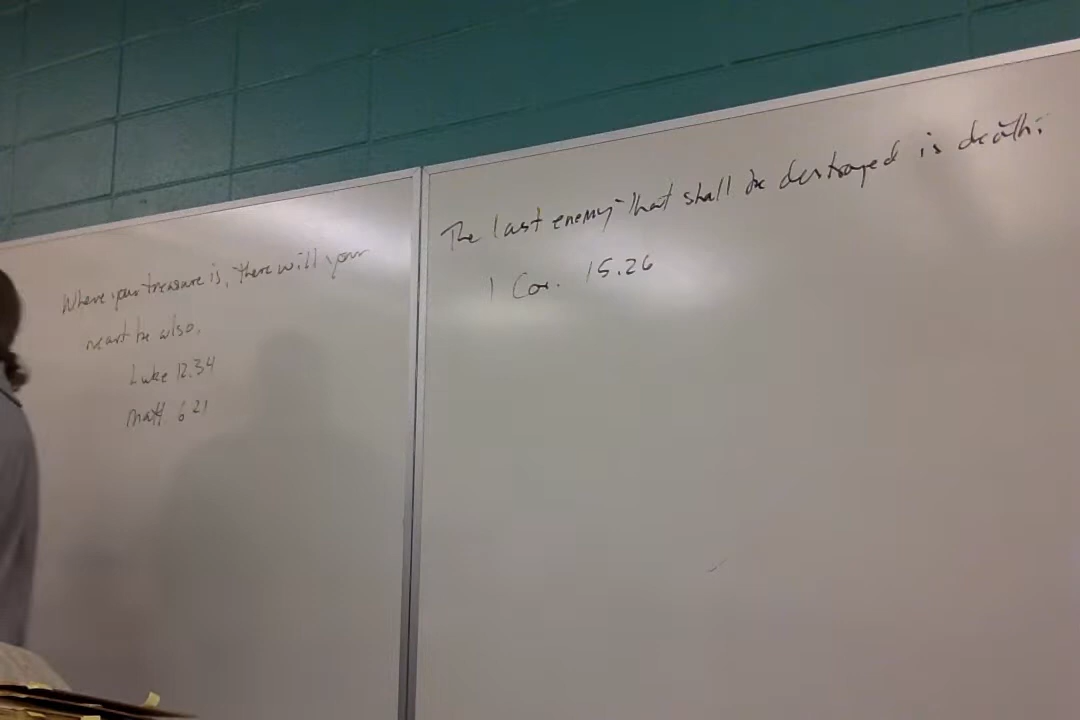 Where your treasure is, there will your
heart be also.
Luke 12.34
Matt 6 21
The last enemy that shall be destroyed is death.
1 Cor. 15.26